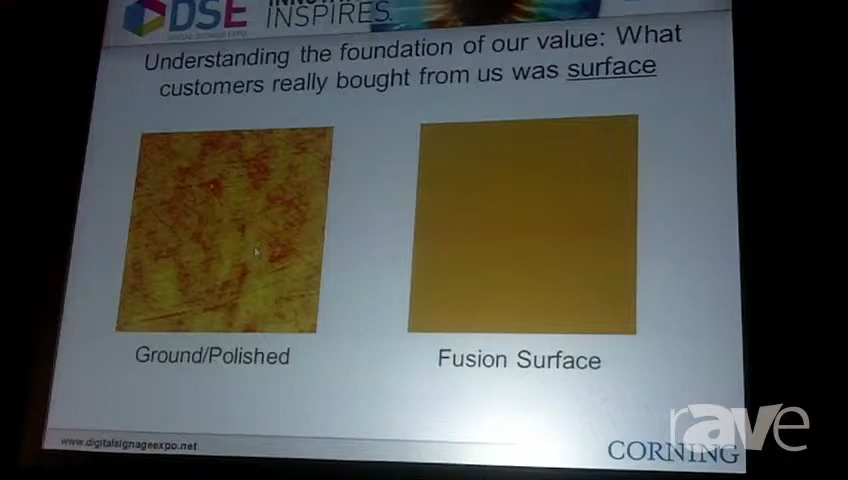 DSE
INSPIRES.
Understanding the foundation of our value: What
customers really bought from us was surface
Ground/Polished
Fusion Surface
www.digitalsignageexpo.net
CORNING
rave